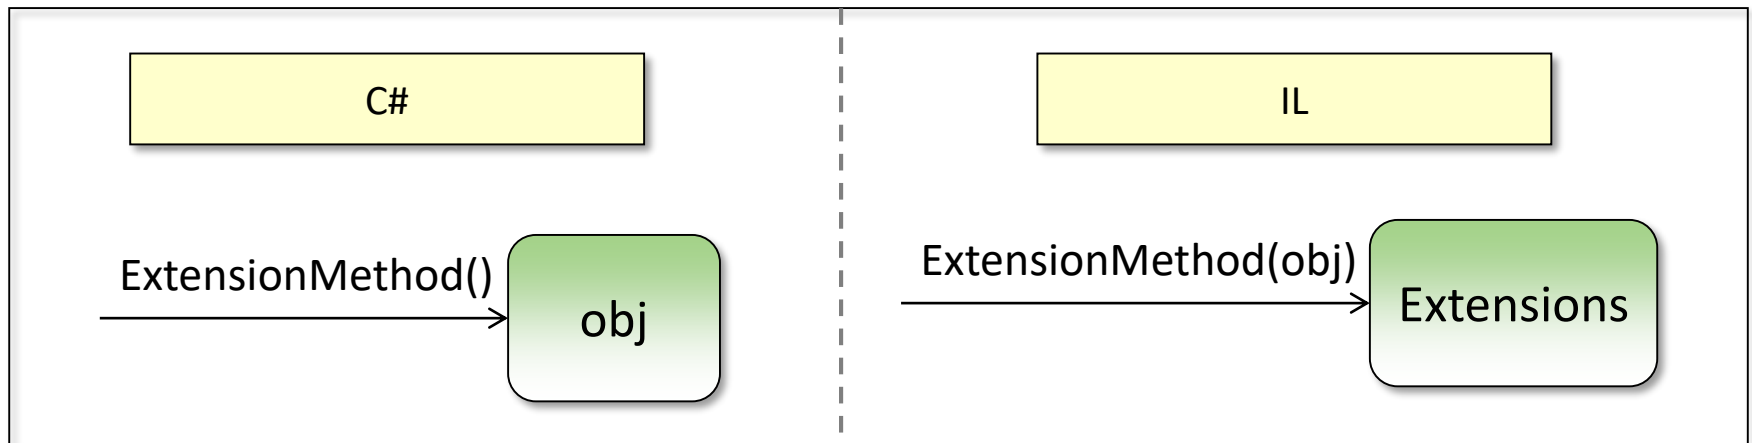 C#
IL
ExtensionMethod()
obj
ExtensionMethod(obj)
Extensions